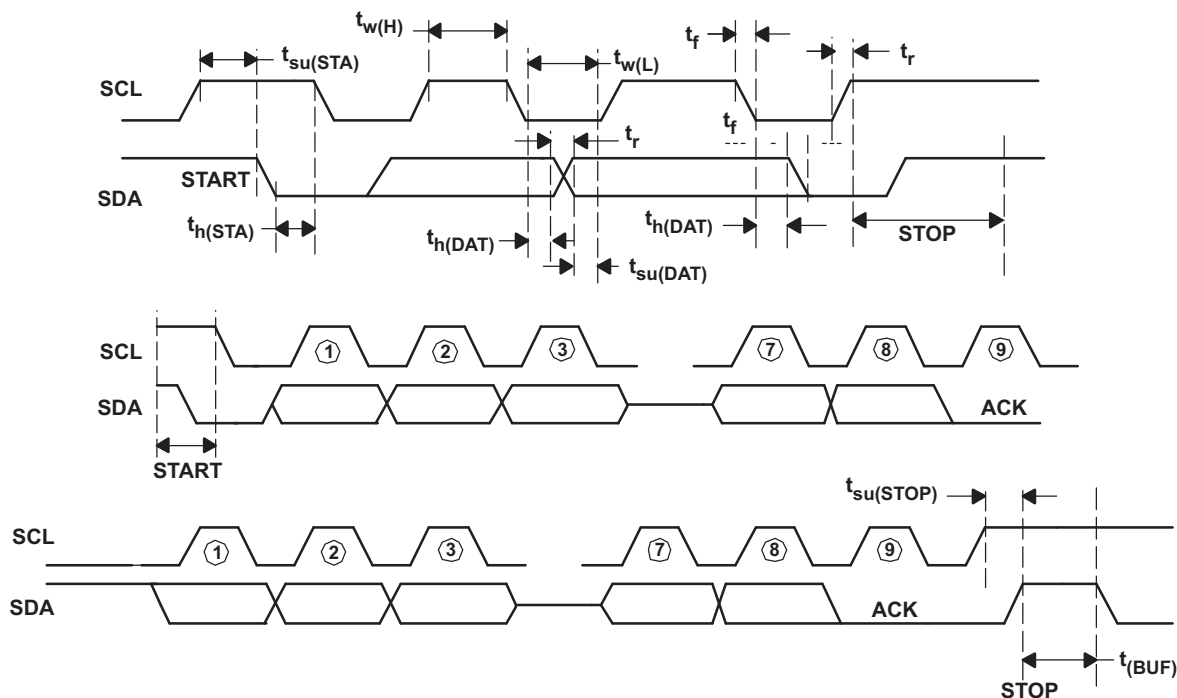 tw(H)
tf
tsu(STA)
tw(L)
tr
SCL
tr
tf
START
SDA
th(STA)
th(DAT)
th(DAT)
STOP
tsu(DAT)
SCL
1 2 3 7 8 9
SDA
ACK
START
tsu(STOP)
SCL
1 2 3 7 8 9
SDA
ACK
t(BUF)
STOP